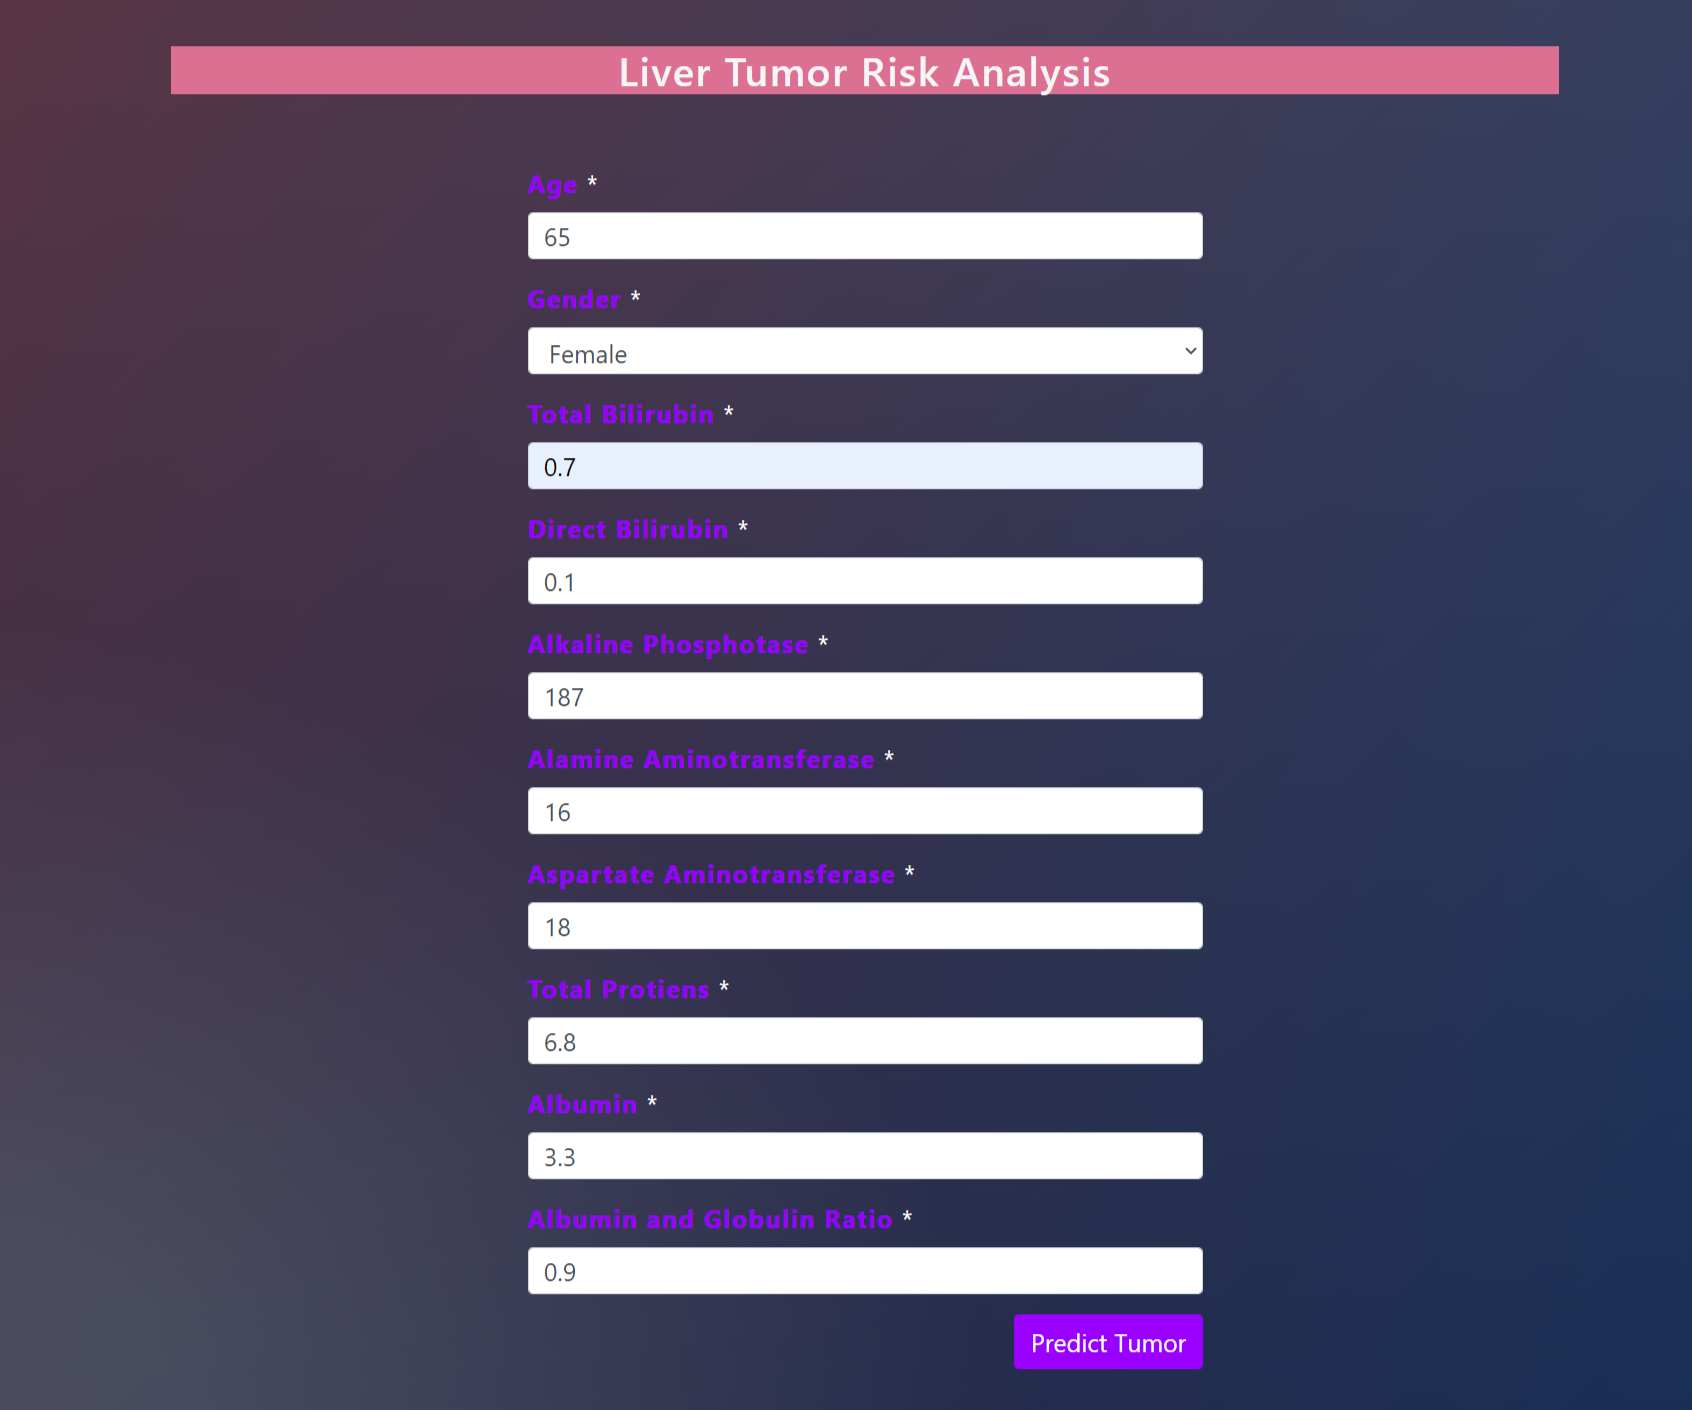 Liver Tumor Risk Analysis
Age *
65
Gender *
Female
Total Bilirubin *
0.7
Direct Bilirubin *
0.1
Alkaline Phosphotase *
187
Alamine Aminotransferase *
16
Aspartate Aminotransferase *
18
Total Protiens *
6.8
Albumin *
3.3
Albumin and Globulin Ratio *
0.9
Predict Tumor